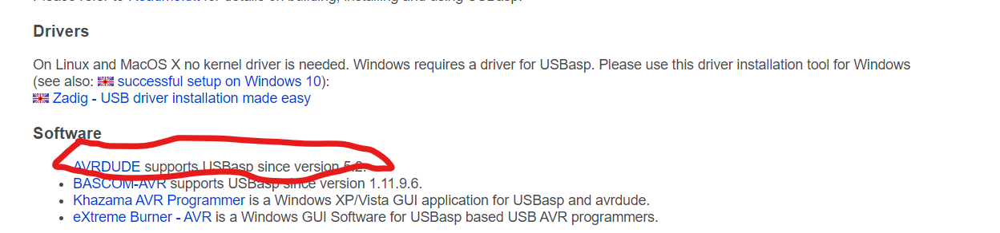 Drivers
On Linux and MacOS X no kernel driver is needed. Windows requires a driver for USBasp. Please use this driver installation tool for Windows
(see also: successful setup on Windows 10):
Zadig - USB driver installation made easy
Software
AVRDUDE supports USBasp since version 5.2.
• BASCOM-AVR supports USBasp since version 1.11.9.6.
• Khazama AVR Programmer is a Windows XP/Vista GUI application for USBasp and avrdude.
• eXtreme Burner - AVR is a Windows GUI Software for USBasp based USB AVR programmers.